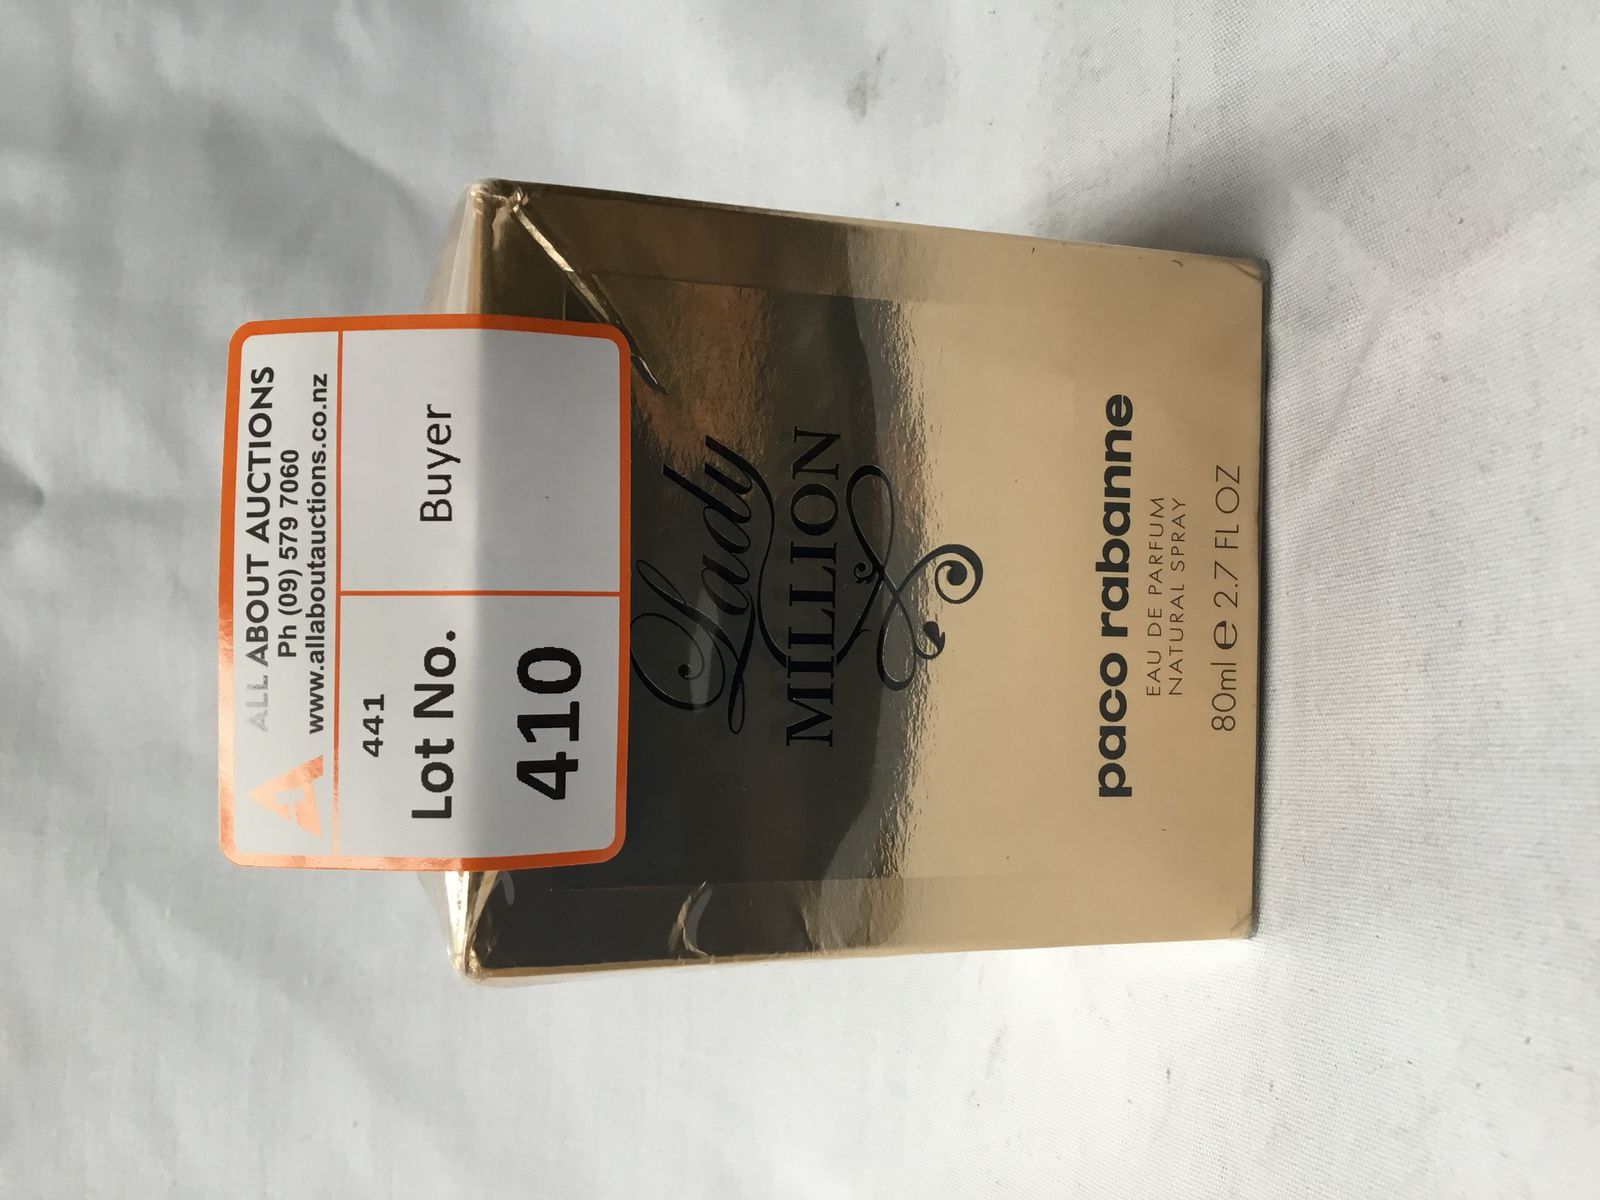 ALL ABOUT AUCTIONS
Ph (09) 579 7060
www.allaboutauctions.co.nz
441
Lot No.
Buyer
410
Lady
MILLION
paco rabanne
EAU DE PARFUM
NATURAL SPRAY
80ml e 2.7 FL OZ